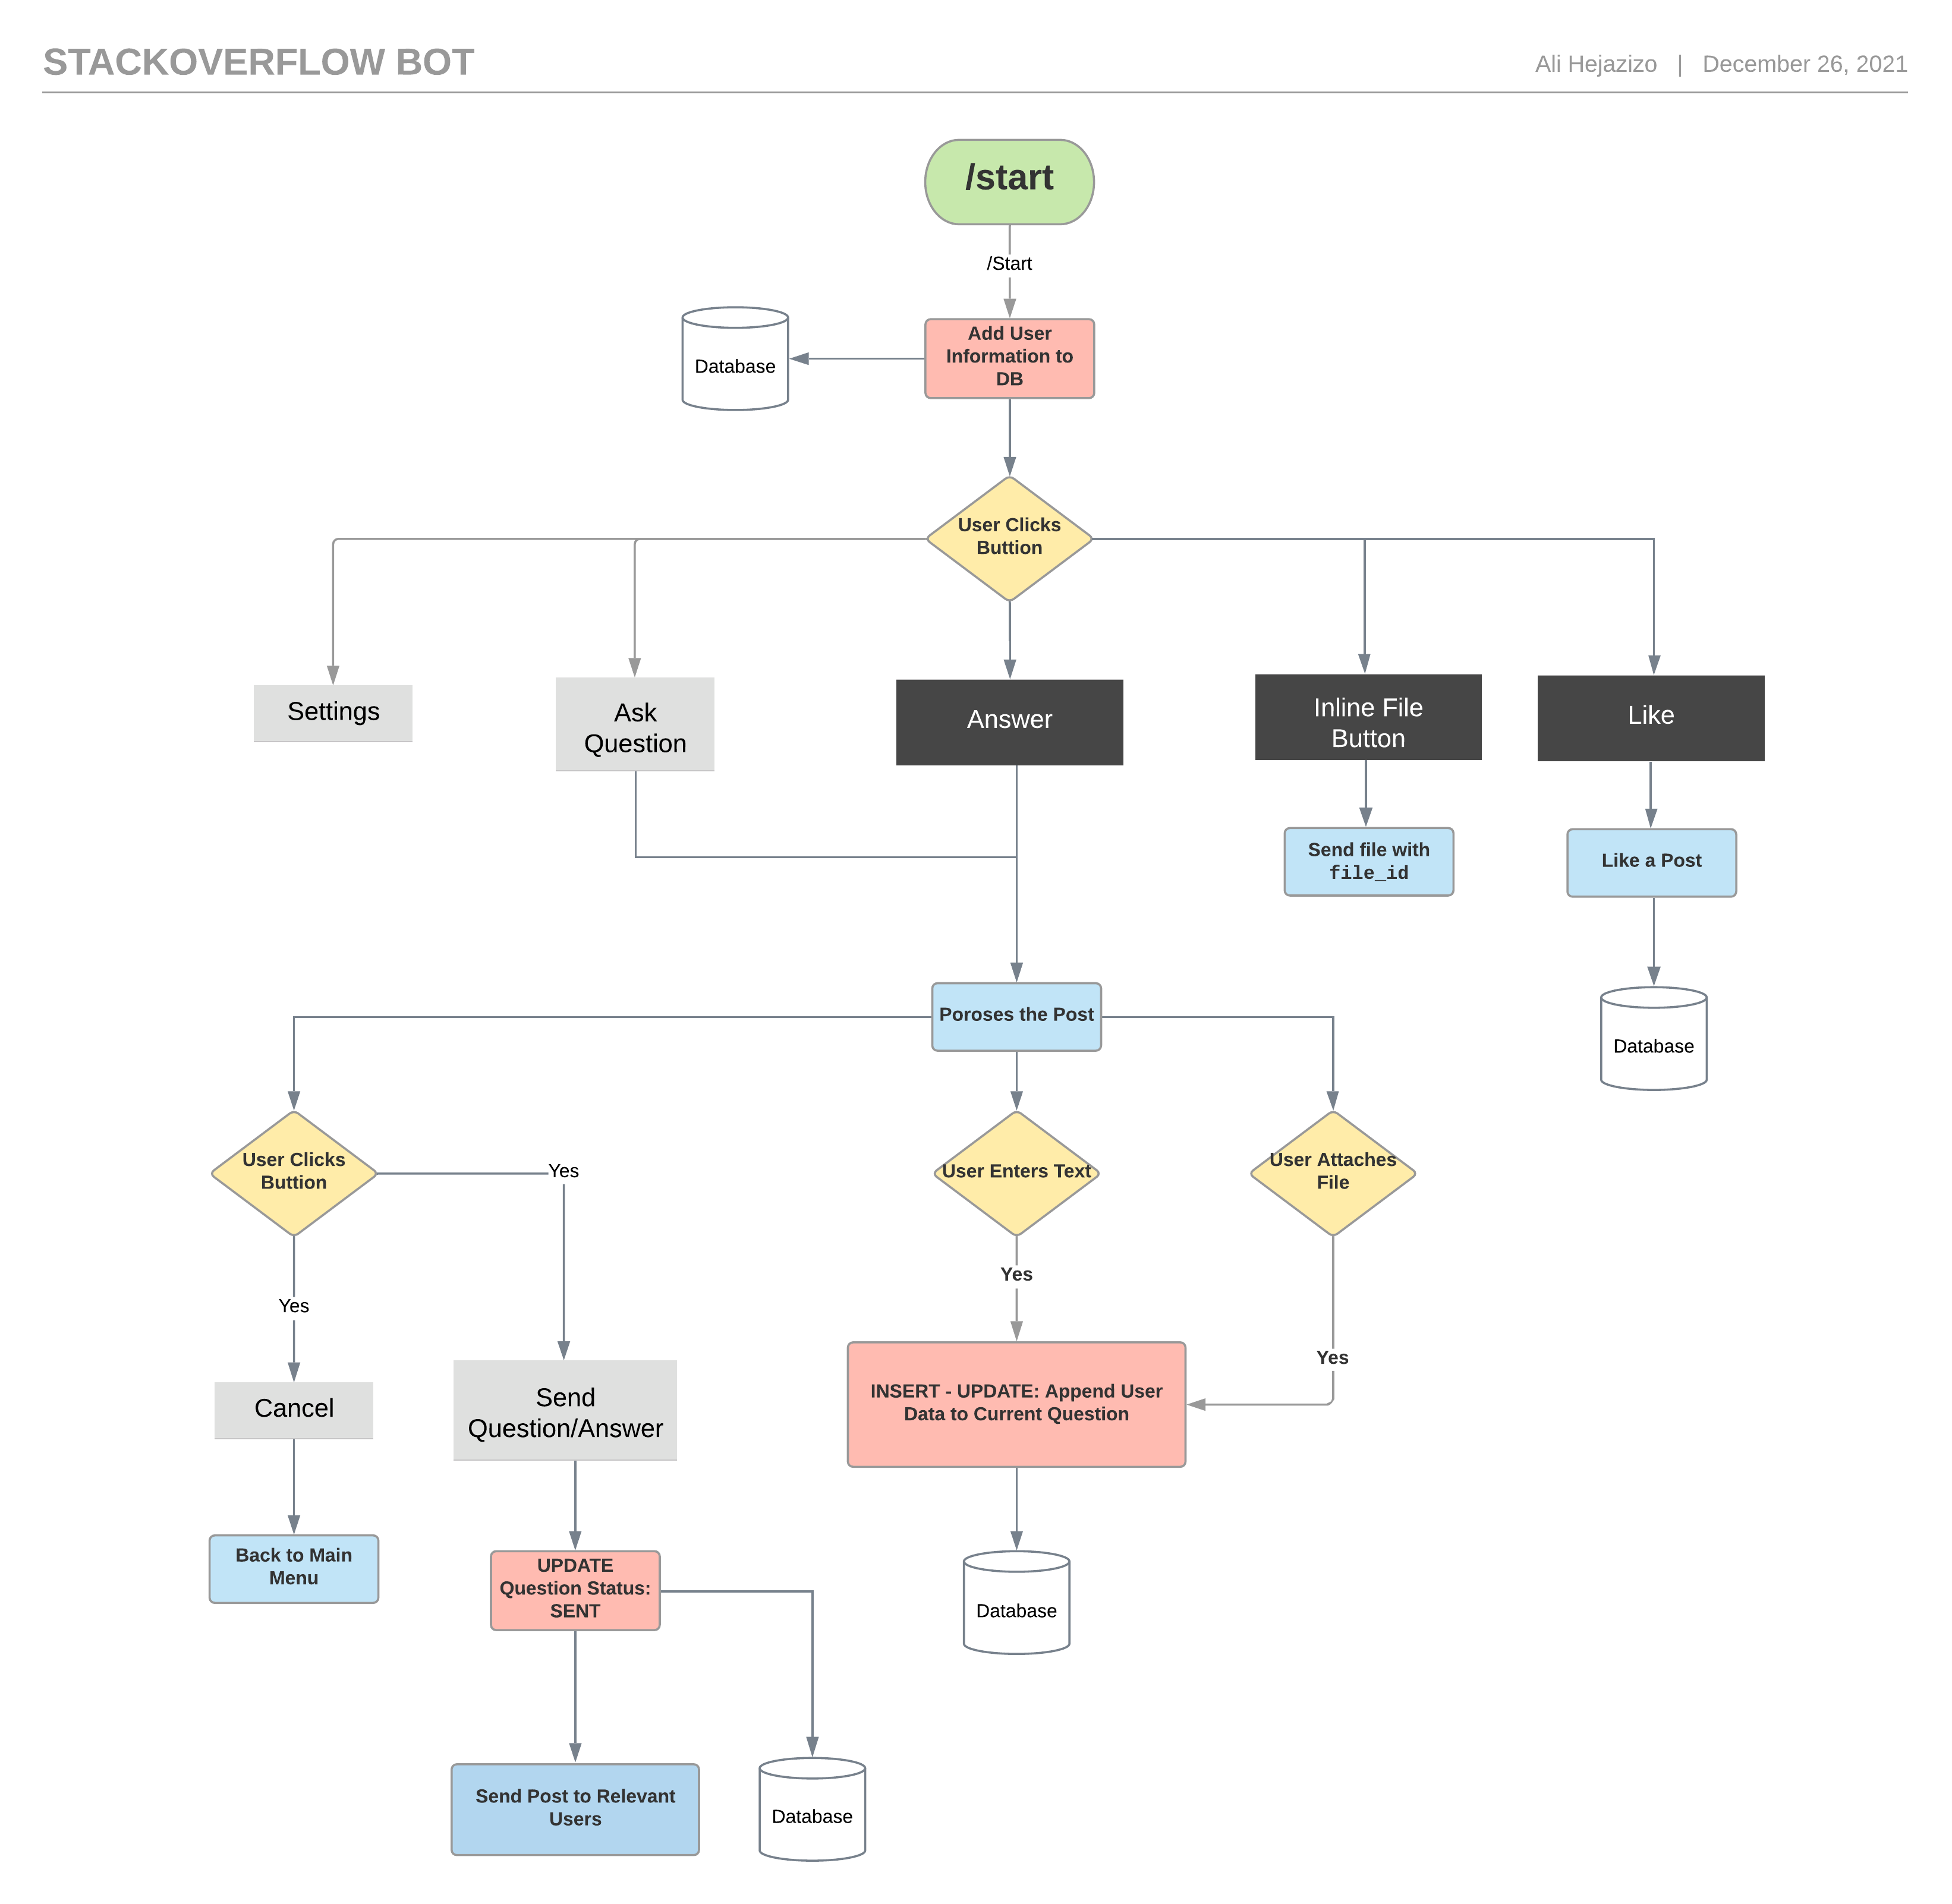 STACKOVERFLOW BOT
Ali Hejazizo | December 26, 2021
/start
/Start
Add User
Information to
DB
Database
User Clicks
Buttion
Settings
Ask
Question
Answer
Inline File
Button
Like
Send file with
file_id
Like a Post
Database
Poroses the Post
User Clicks
Buttion
Yes
User Enters Text
User Attaches
File
Yes
Yes
Yes
Cancel
Send
Question/Answer
INSERT - UPDATE: Append User
Data to Current Question
Back to Main
Menu
UPDATE
Question Status:
SENT
Database
Send Post to Relevant
Users
Database